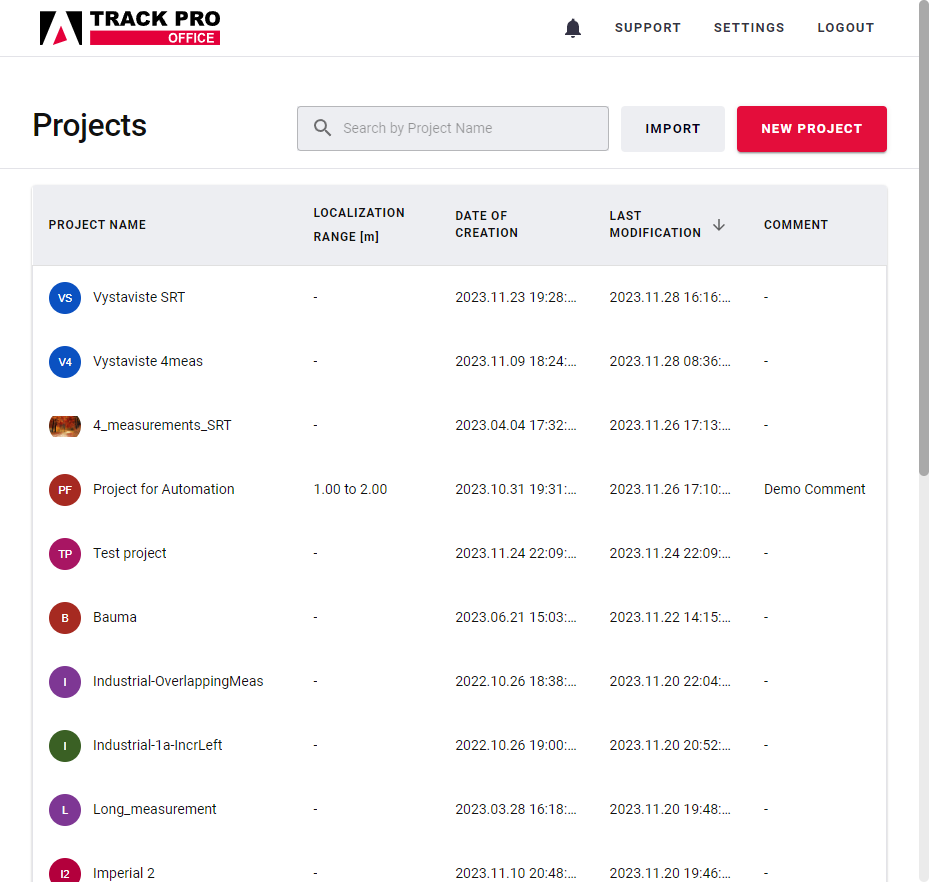 TRACK PRO
OFFICE
SUPPORT SETTINGS LOGOUT
Projects
Search by Project Name
IMPORT
NEW PROJECT
PROJECT NAME
LOCALIZATION
RANGE [m]
DATE OF
CREATION
LAST
MODIFICATION
COMMENT
VS Vystaviste SRT - 2023.11.23 19:28:... 2023.11.28 16:16:... -
V4 Vystaviste 4meas - 2023.11.09 18:24:... 2023.11.28 08:36:... -
4_measurements_SRT - 2023.04.04 17:32:... 2023.11.26 17:13:... -
PF Project for Automation 1.00 to 2.00 2023.10.31 19:31:... 2023.11.26 17:10:... Demo Comment
TP Test project - 2023.11.24 22:09:... 2023.11.24 22:09:... -
B Bauma - 2023.06.21 15:03:... 2023.11.22 14:15:... -
I Industrial-OverlappingMeas - 2022.10.26 18:38:... 2023.11.20 22:04:... -
I Industrial-1a-IncrLeft - 2022.10.26 19:00:... 2023.11.20 20:52:... -
L Long_measurement - 2023.03.28 16:18:... 2023.11.20 19:48:... -
I2 Imperial 2 - 2023.11.10 20:48:... 2023.11.20 19:46:... -